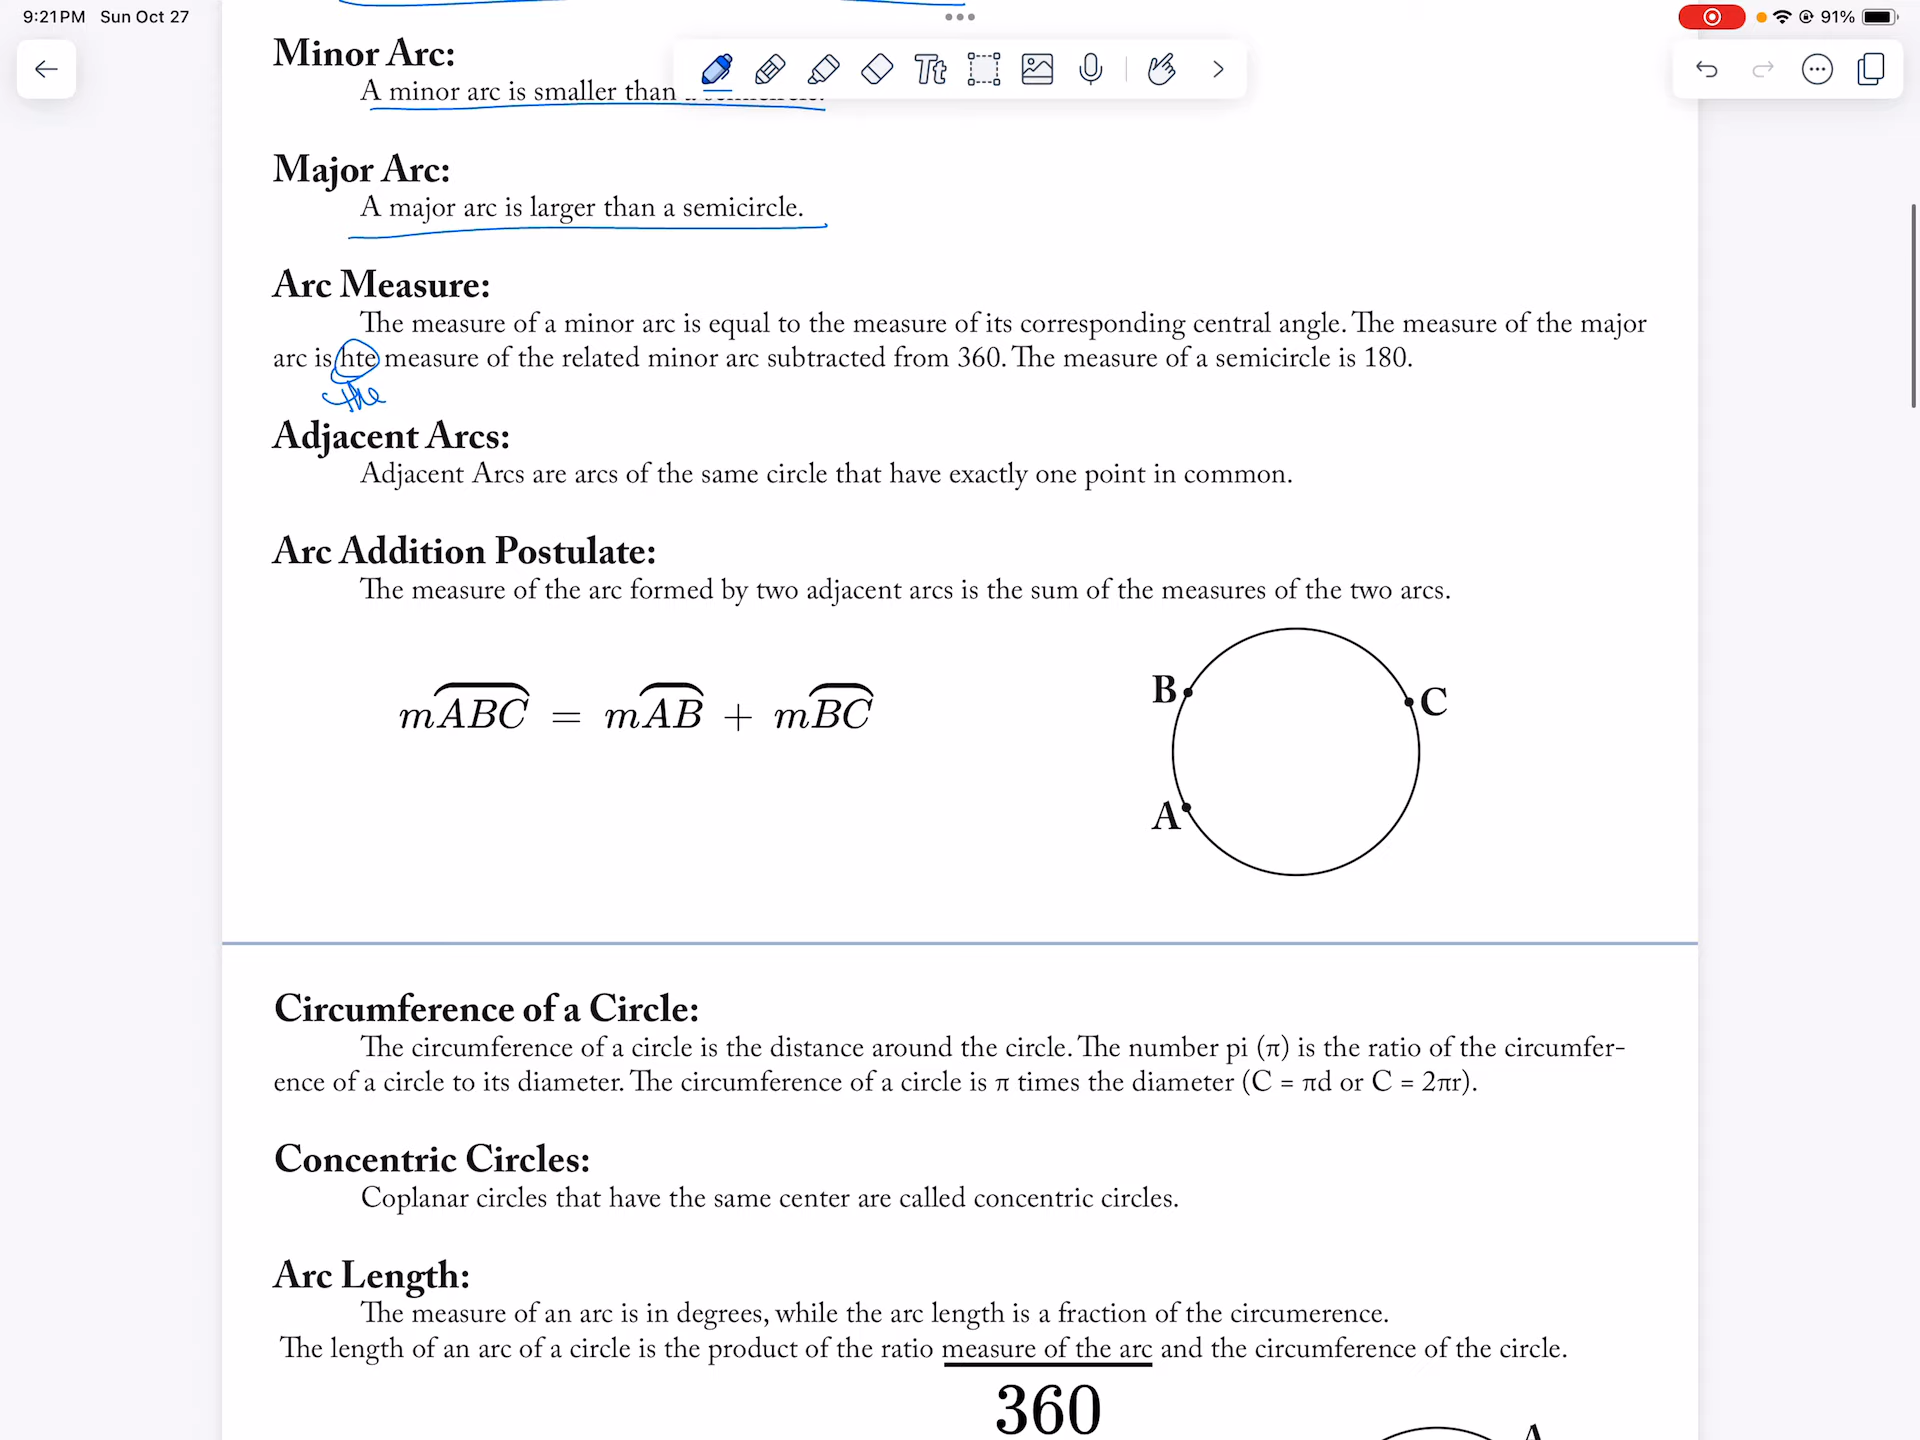 9:21PM Sun Oct 27
91%
Minor Arc:
A minor arc is smaller than
Tt
Major Arc:
A major arc is larger than a semicircle.
Arc Measure:
The measure of a minor arc is equal to the measure of its corresponding central angle. The measure of the major
arc is hte measure of the related minor arc subtracted from 360. The measure of a semicircle is 180.
the
Adjacent Arcs:
Adjacent Arcs are arcs of the same circle that have exactly one point in common.
Arc Addition Postulate:
The measure of the arc formed by two adjacent arcs is the sum of the measures of the two arcs.
mABC = mAB + mBC
B
C
A
Circumference of a Circle:
The circumference of a circle is the distance around the circle. The number pi (π) is the ratio of the circumfer-
ence of a circle to its diameter. The circumference of a circle is π times the diameter (C = πd or C = 2πr).
Concentric Circles:
Coplanar circles that have the same center are called concentric circles.
Arc Length:
The measure of an arc is in degrees, while the arc length is a fraction of the circumerence.
The length of an arc of a circle is the product of the ratio measure of the arc and the circumference of the circle.
360